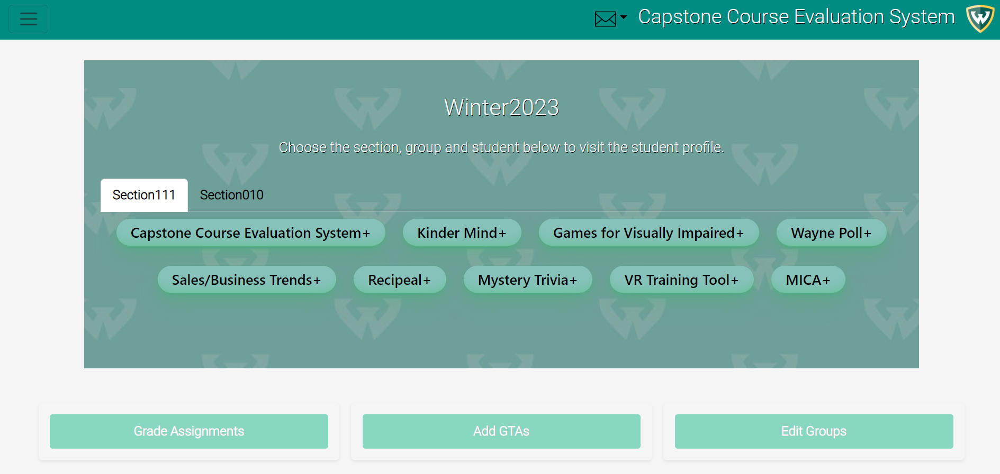 Capstone Course Evaluation System
Winter2023
Choose the section, group and student below to visit the student profile.
Section111 Section010
Capstone Course Evaluation System+ Kinder Mind+ Games for Visually Impaired+ Wayne Poll+
Sales/Business Trends+ Recipeal+ Mystery Trivia+ VR Training Tool+ MICA+
Grade Assignments Add GTAs Edit Groups